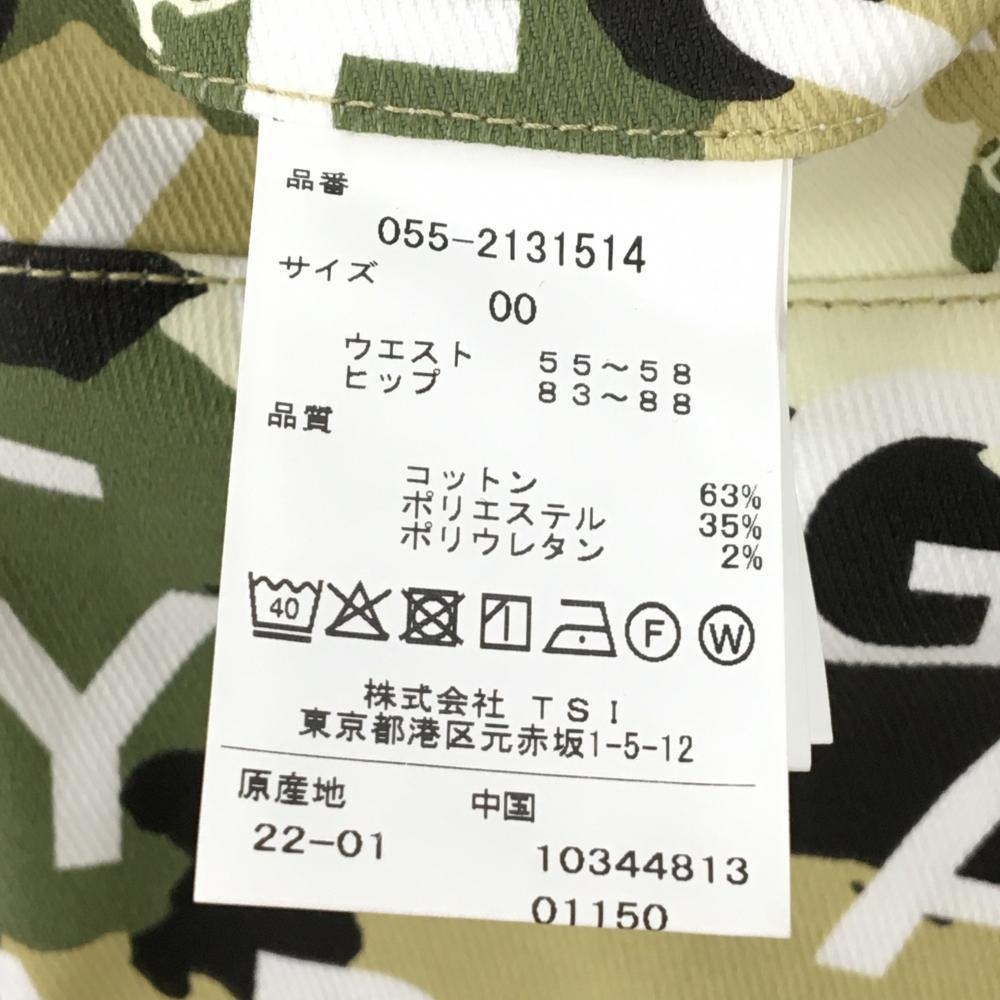 品番
055-2131514
サイズ
00
ウエスト 55～58
ヒップ 83～88
品質
コットン 63%
ポリエステル 35%
ポリウレタン 2%
40
F W
株式会社 TSI
東京都港区元赤坂1-5-12
原産地 中国
22-01 10344813
01150